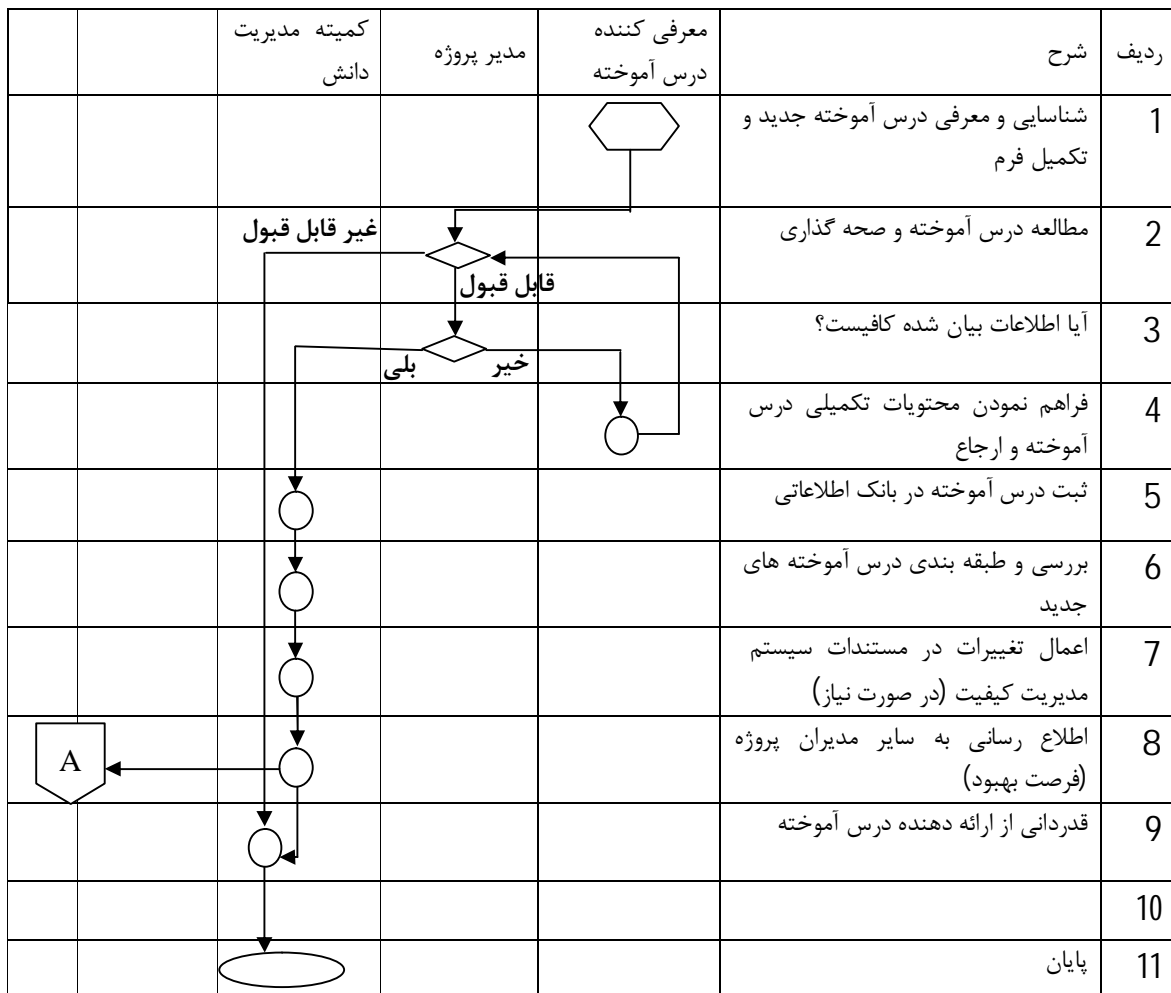 ردیف
شرح
معرفی کننده
درس آموخته
مدیر پروژه
کمیته مدیریت
دانش
1
شناسایی و معرفی درس آموخته جدید و
تکمیل فرم
2
مطالعه درس آموخته و صحه گذاری
غیر قابل قبول
قابل قبول
3
آیا اطلاعات بیان شده کافیست؟
خیر
بلی
4
فراهم نمودن محتویات تکمیلی درس
آموخته و ارجاع
5
ثبت درس آموخته در بانک اطلاعاتی
6
بررسی و طبقه بندی درس آموخته های
جدید
7
اعمال تغییرات در مستندات سیستم
مدیریت کیفیت (در صورت نیاز)
8
اطلاع رسانی به سایر مدیران پروژه
(فرصت بهبود)
A
9
قدردانی از ارائه دهنده درس آموخته
10
11
پایان